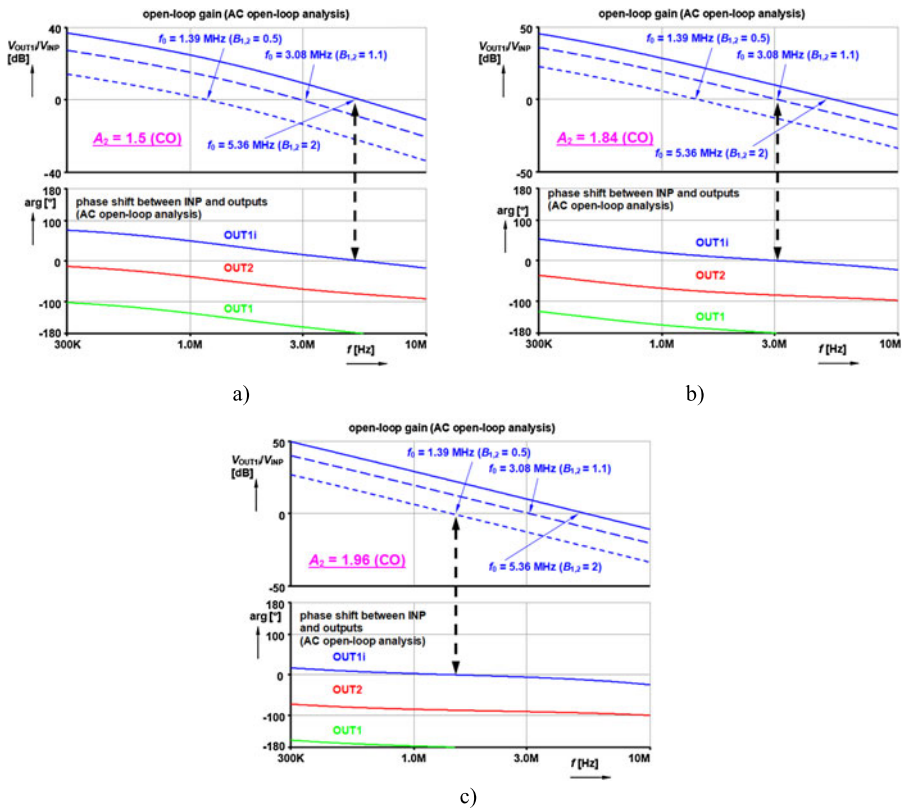 open-loop gain (AC open-loop analysis)
40
V_OUT1/V_INP
[dB]
f₀ = 1.39 MHz (B₁,₂ = 0.5)
f₀ = 3.08 MHz (B₁,₂ = 1.1)
0
A₂ = 1.5 (CO)
f₀ = 5.36 MHz (B₁,₂ = 2)
-40
180
arg [°]
phase shift between INP and outputs
(AC open-loop analysis)
100
OUT1i
0
OUT2
-100
OUT1
-180
300K
1.0M
3.0M
10M
f [Hz]
a)
open-loop gain (AC open-loop analysis)
50
V_OUT1/V_INP
[dB]
f₀ = 1.39 MHz (B₁,₂ = 0.5)
f₀ = 3.08 MHz (B₁,₂ = 1.1)
0
A₂ = 1.84 (CO)
f₀ = 5.36 MHz (B₁,₂ = 2)
-50
180
arg [°]
phase shift between INP and outputs
(AC open-loop analysis)
100
OUT1i
0
OUT2
-100
OUT1
-180
300K
1.0M
3.0M
10M
f [Hz]
b)
open-loop gain (AC open-loop analysis)
50
V_OUT1/V_INP
[dB]
f₀ = 1.39 MHz (B₁,₂ = 0.5)
f₀ = 3.08 MHz (B₁,₂ = 1.1)
0
A₂ = 1.96 (CO)
f₀ = 5.36 MHz (B₁,₂ = 2)
-50
180
arg [°]
phase shift between INP
and outputs
(AC open-loop analysis)
100
OUT1i
0
OUT2
-100
OUT1
-180
300K
1.0M
3.0M
10M
f [Hz]
c)